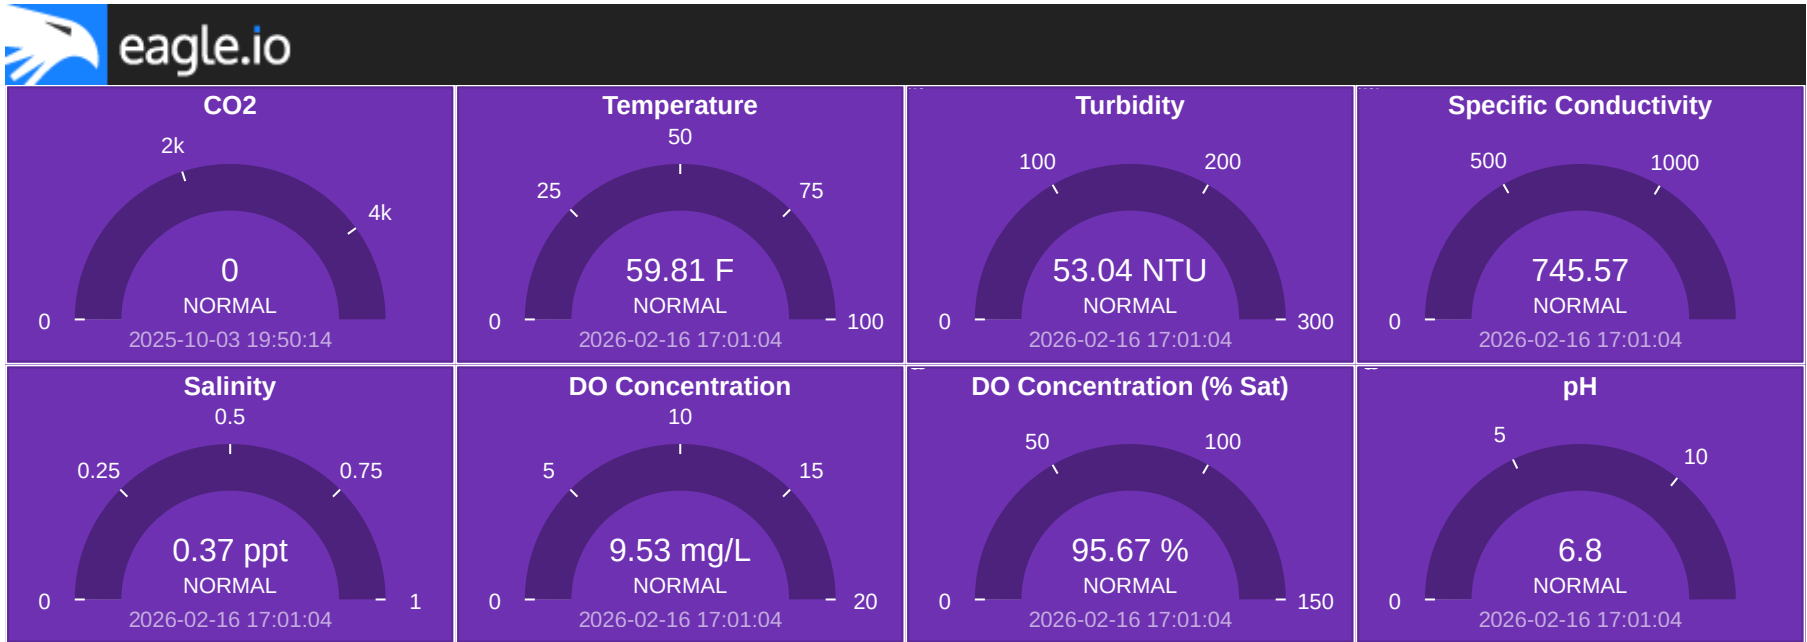 eagle.io
CO2
2k
4k
0
0
NORMAL
2025-10-03 19:50:14
Temperature
50
25
75
59.81 F
NORMAL
0
100
2026-02-16 17:01:04
Turbidity
100
200
53.04 NTU
NORMAL
0
300
2026-02-16 17:01:04
Specific Conductivity
500
1000
745.57
NORMAL
0
2026-02-16 17:01:04
Salinity
0.5
0.25
0.75
0.37 ppt
NORMAL
0
1
2026-02-16 17:01:04
DO Concentration
10
5
15
9.53 mg/L
NORMAL
0
20
2026-02-16 17:01:04
DO Concentration (% Sat)
50
100
95.67 %
NORMAL
0
150
2026-02-16 17:01:04
pH
5
10
6.8
NORMAL
0
2026-02-16 17:01:04